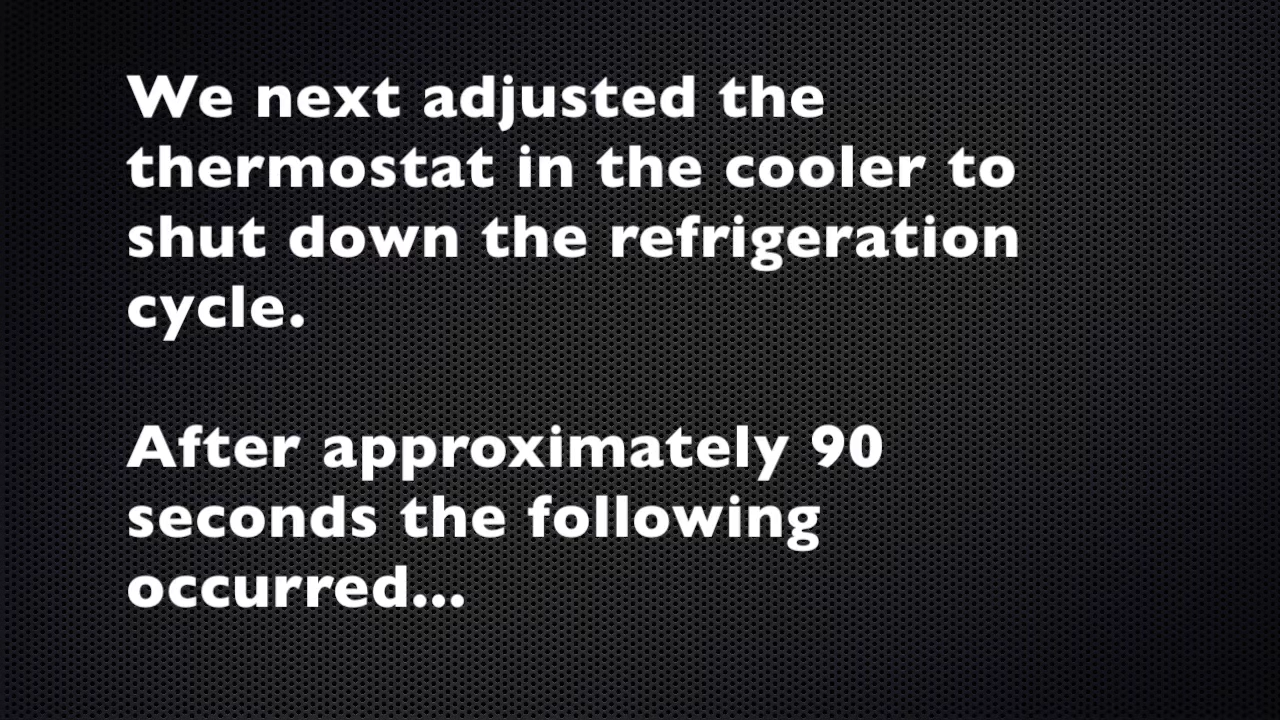 We next adjusted the
thermostat in the cooler to
shut down the refrigeration
cycle.
After approximately 90
seconds the following
occurred...